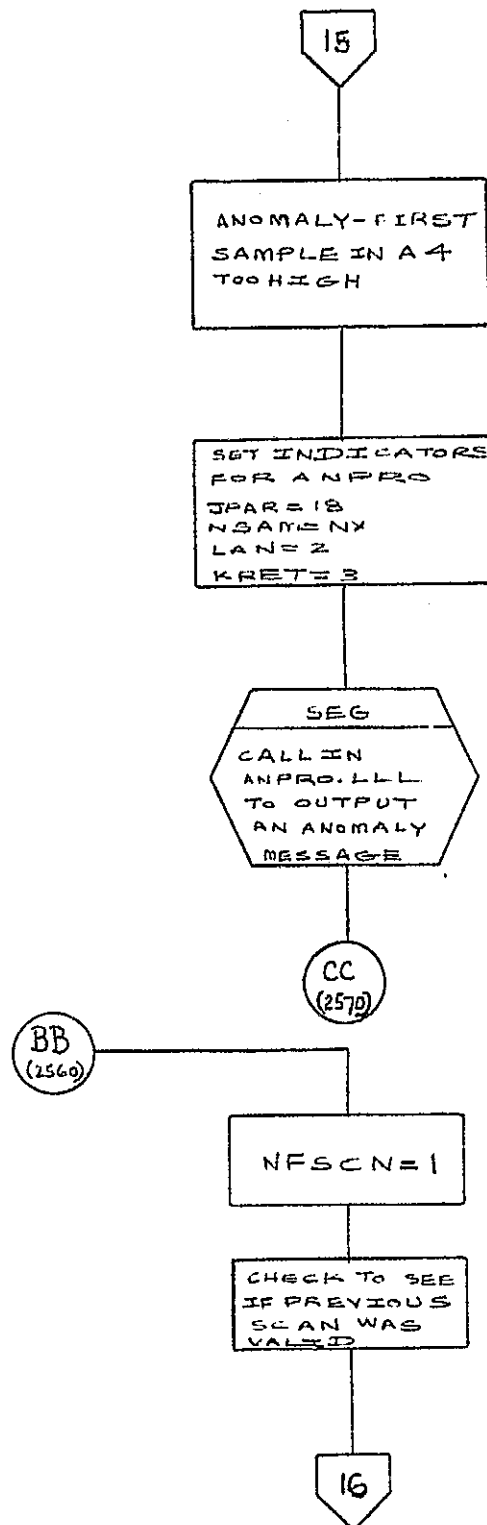 15
ANOMALY-FIRST
SAMPLE IN A4
TOO HIGH
SET INDICATORS
FOR ANPRO
JPAR=18
NSAM=NX
LAN=2
KRET=3
SEG
CALL IN
ANPRO.LLL
TO OUTPUT
AN ANOMALY
MESSAGE
CC
(2570)
BB
(2560)
NFSCN=1
CHECK TO SEE
IF PREVIOUS
SCAN WAS
VALID
16